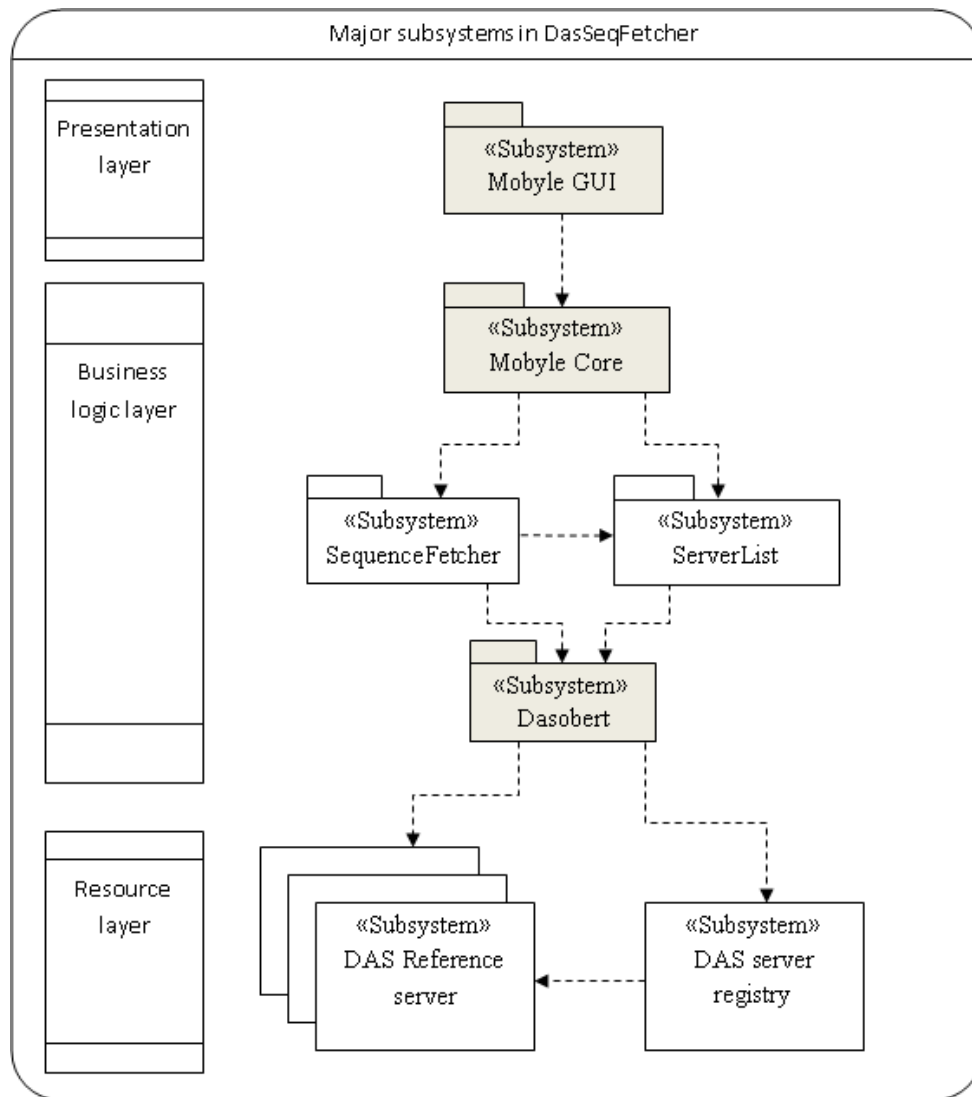 Major subsystems in DasSeqFetcher
Presentation
layer
«Subsystem»
Mobyle GUI
Business
logic layer
«Subsystem»
Mobyle Core
«Subsystem»
SequenceFetcher
«Subsystem»
ServerList
«Subsystem»
Dasobert
Resource
layer
«Subsystem»
DAS Reference
server
«Subsystem»
DAS server
registry